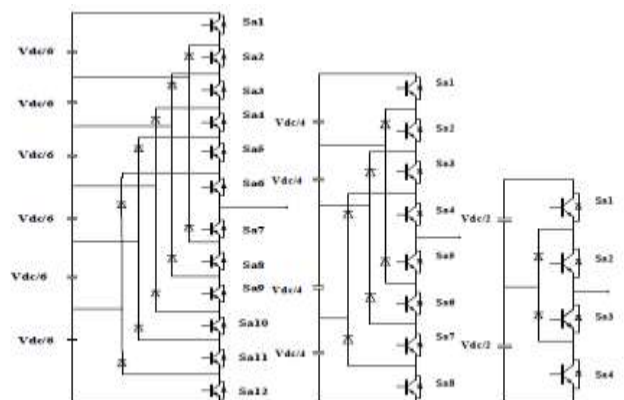 Vdc/6
Vdc/6
Vdc/6
Vdc/6
Vdc/6
Vdc/6
Sa1
Sa2
Sa3
Sa4
Sa5
Sa6
Sa7
Sa8
Sa9
Sa10
Sa11
Sa12
Vdc/4
Vdc/4
Vdc/4
Vdc/4
Sa1
Sa2
Sa3
Sa4
Sa5
Sa6
Sa7
Sa8
Vdc/2
Vdc/2
Sa1
Sa2
Sa3
Sa4